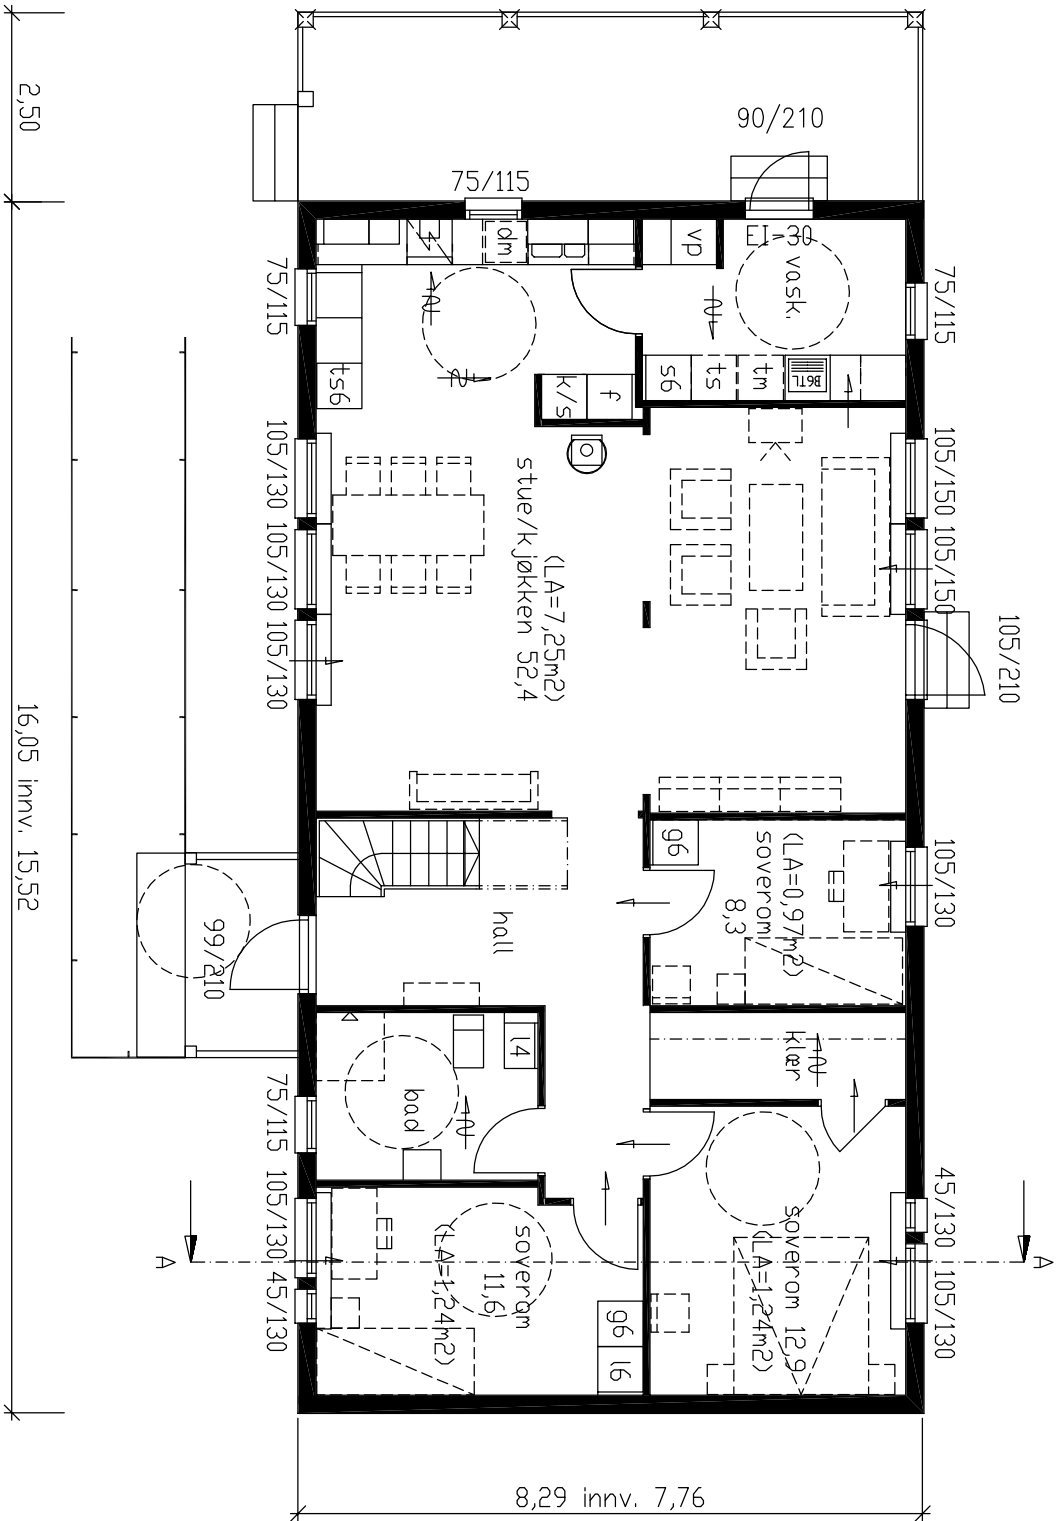 2,50
90/210
75/115
EI-30
vp
dm
vask.
75/115
75/115
ts6
k/s
f
s6
ts
tm
B6TL
105/130
105/130
105/130
105/150
105/150
105/210
stue/kjøkken 52,4
(LA=7,25m2)
16,05 innv. 15,52
g6
(LA=0,97m2)
soverom
8,3
105/130
hall
99/210
l4
klær
bad
75/115
105/130
45/130
45/130
105/130
A
A
soverom
11,6
(LA=1,24m2)
g6
l6
soverom 12,9
(LA=1,24m2)
8,29 innv. 7,76